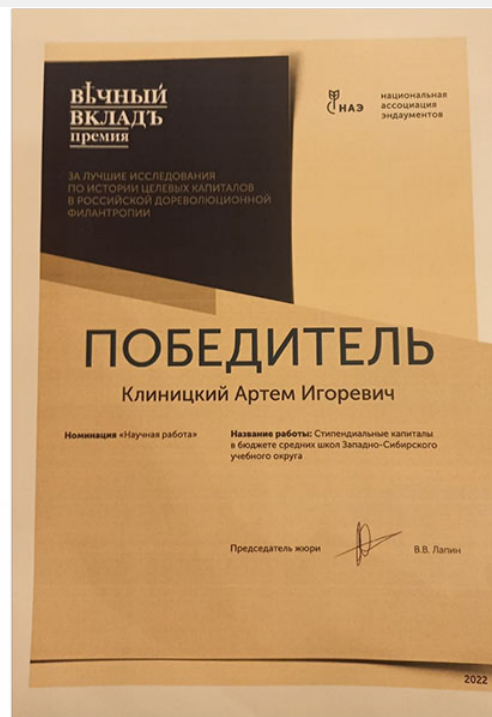 вѣчный
вкладъ
премия
НАЭ
национальная
ассоциация
эндаументов
ЗА ЛУЧШИЕ ИССЛЕДОВАНИЯ
ПО ИСТОРИИ ЦЕЛЕВЫХ КАПИТАЛОВ
В РОССИЙСКОЙ ДОРЕВОЛЮЦИОННОЙ
ФИЛАНТРОПИИ
ПОБЕДИТЕЛЬ
Клиницкий Артем Игоревич
Номинация «Научная работа»
Название работы: Стипендиальные капиталы
в бюджете средних школ Западно-Сибирского
учебного округа
Председатель жюри
В.В. Лапин
2022